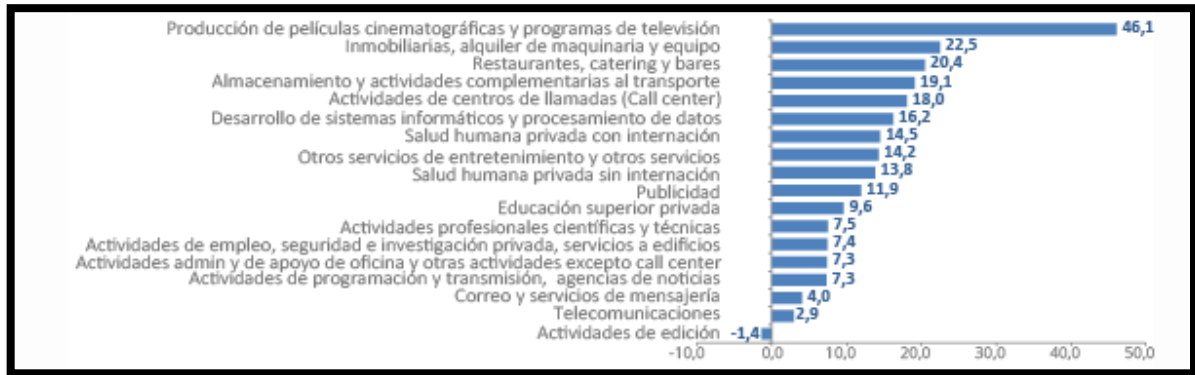 Producción de películas cinematográficas y programas de televisión 46,1
Inmobiliarias, alquiler de maquinaria y equipo 22,5
Restaurantes, catering y bares 20,4
Almacenamiento y actividades complementarias al transporte 19,1
Actividades de centros de llamadas (Call center) 18,0
Desarrollo de sistemas informáticos y procesamiento de datos 16,2
Salud humana privada con internación 14,5
Otros servicios de entretenimiento y otros servicios 14,2
Salud humana privada sin internación 13,8
Publicidad 11,9
Educación superior privada 9,6
Actividades profesionales científicas y técnicas 7,5
Actividades de empleo, seguridad e investigación privada, servicios a edificios 7,4
Actividades admin y de apoyo de oficina y otras actividades excepto call center 7,3
Actividades de programación y transmisión, agencias de noticias 7,3
Correo y servicios de mensajería 4,0
Telecomunicaciones 2,9
Actividades de edición -1,4
-10,0 0,0 10,0 20,0 30,0 40,0 50,0